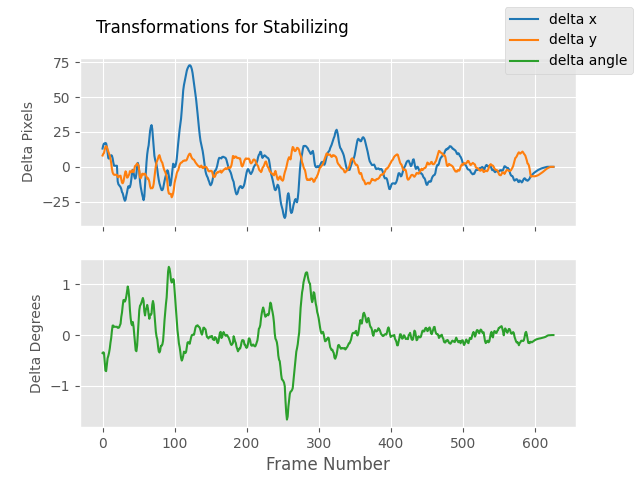 Transformations for Stabilizing
delta x
delta y
delta angle
75
50
25
0
−25
Delta Pixels
1
0
−1
Delta Degrees
0 100 200 300 400 500 600
Frame Number